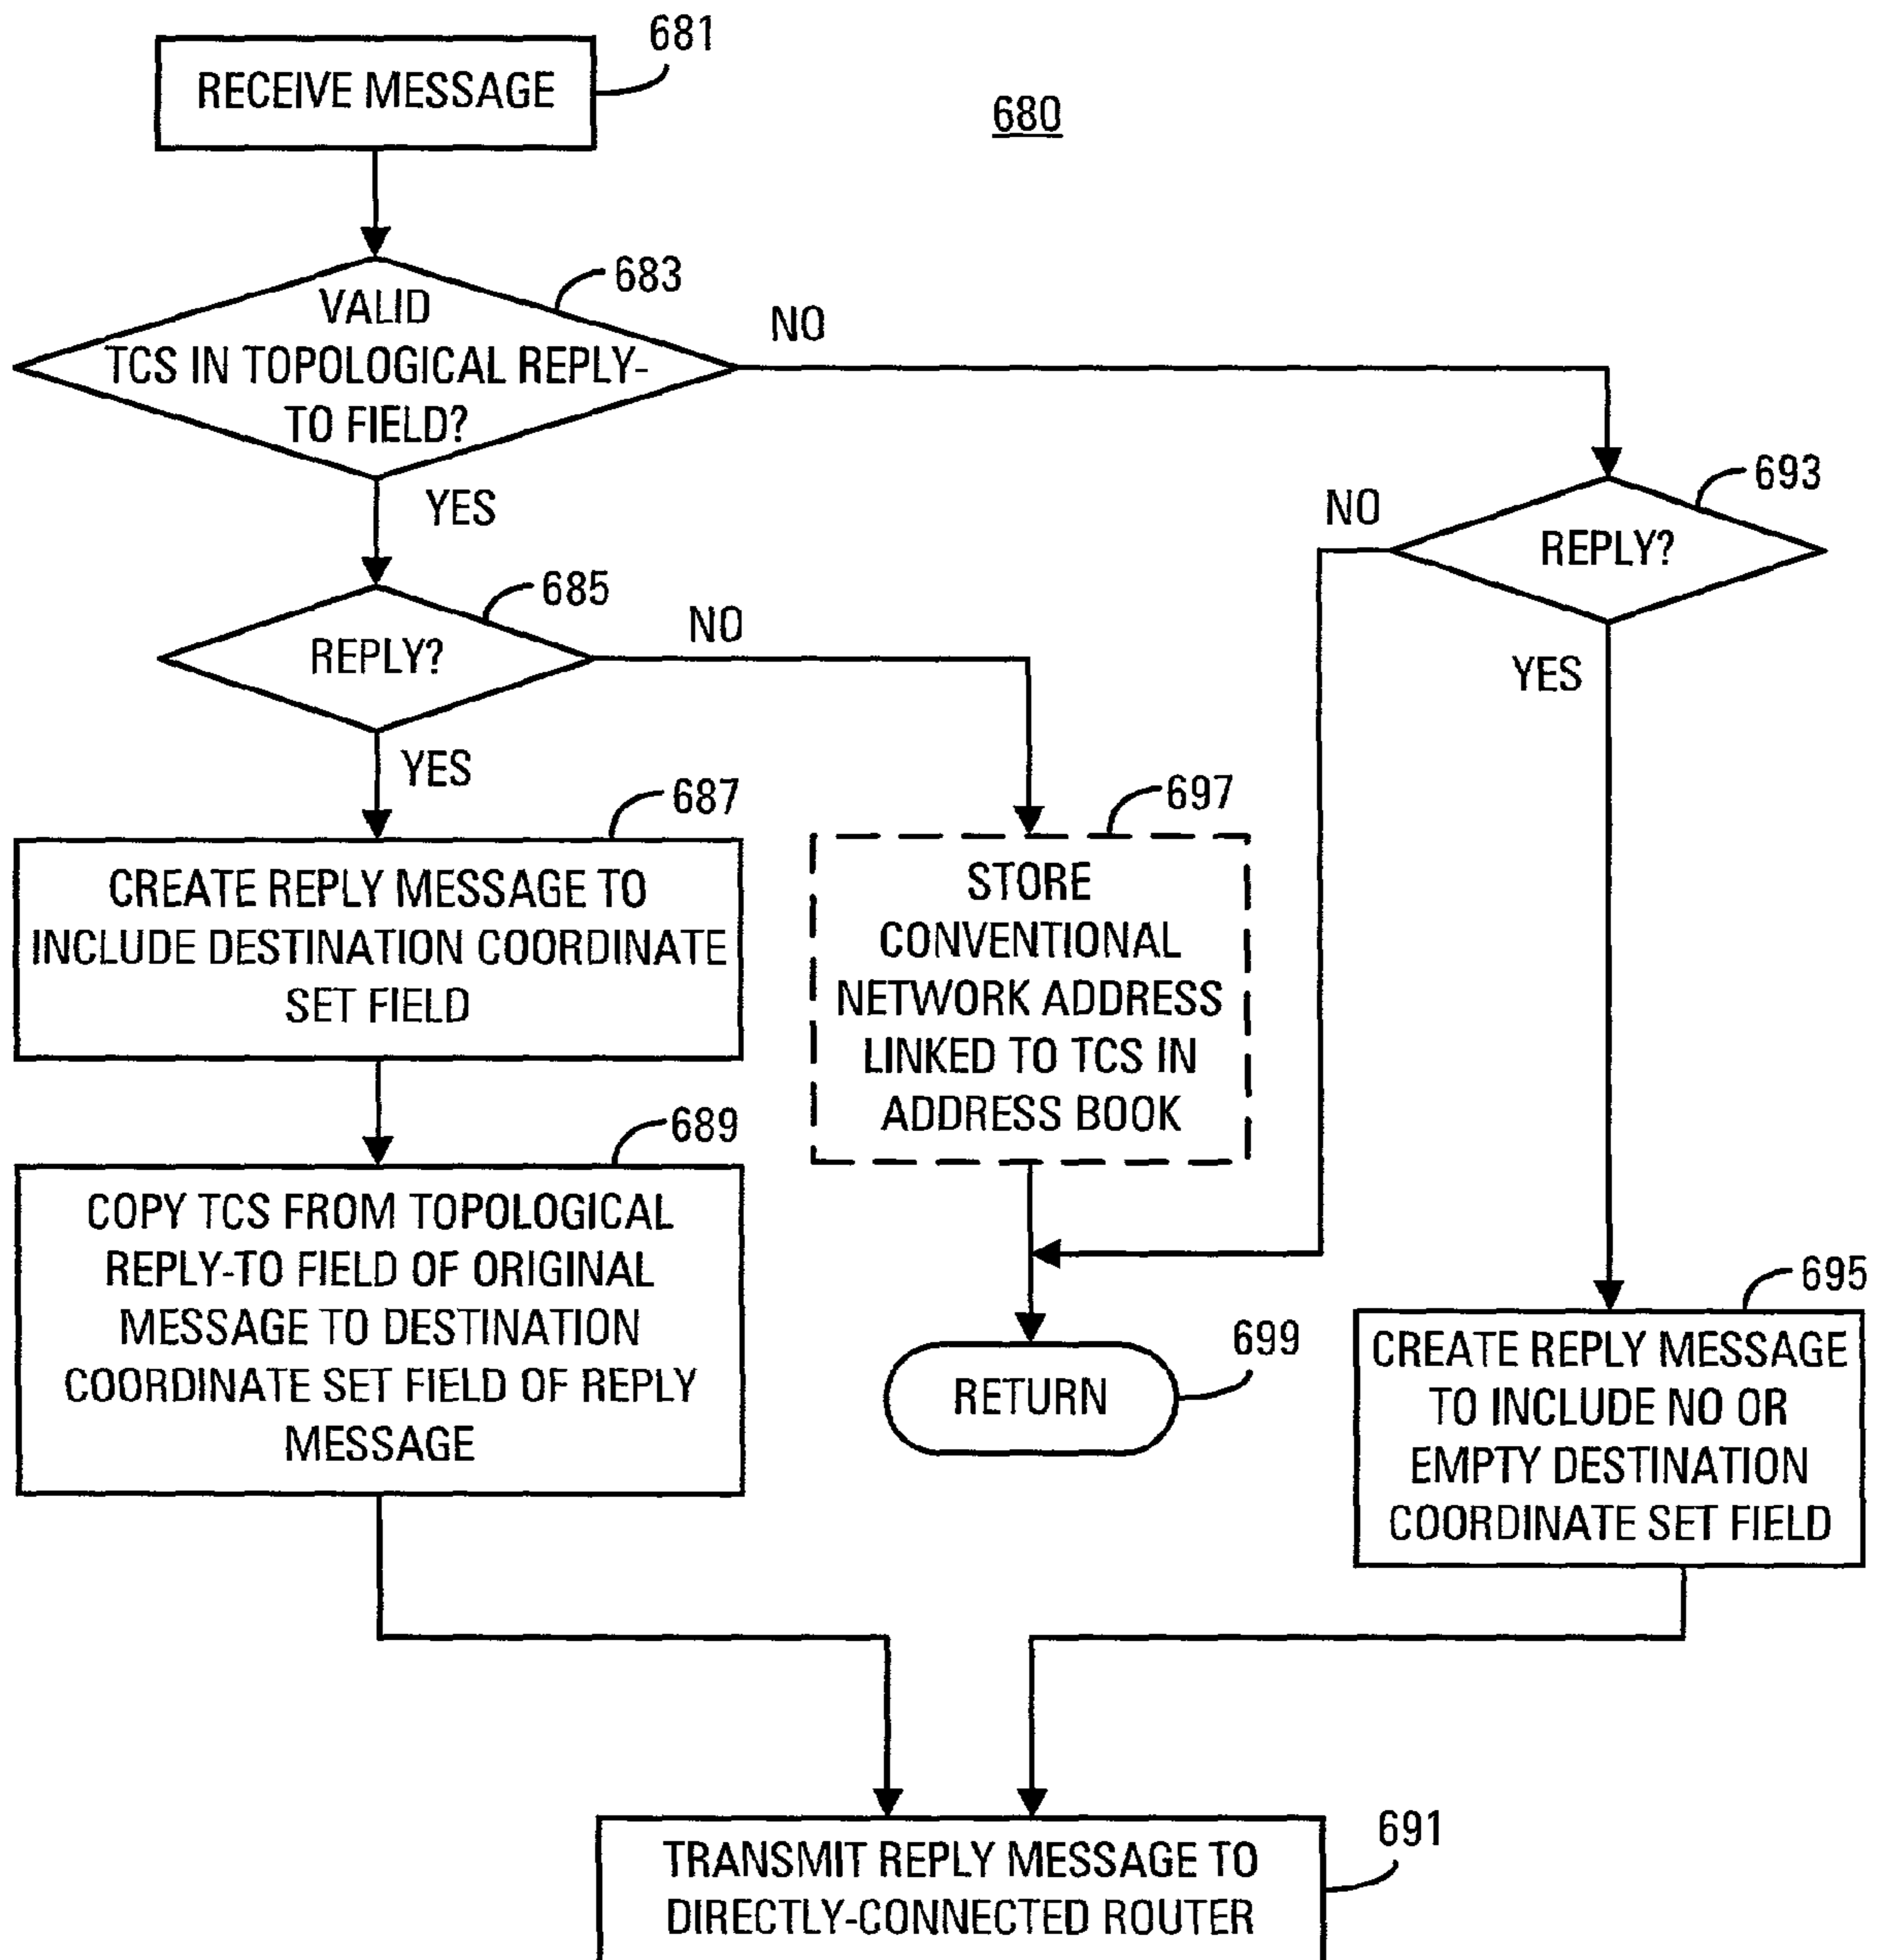 681
RECEIVE MESSAGE
680
683
VALID
TCS IN TOPOLOGICAL REPLY-
TO FIELD?
NO
YES
693
NO
REPLY?
YES
685
REPLY?
NO
YES
687
CREATE REPLY MESSAGE TO
INCLUDE DESTINATION COORDINATE
SET FIELD
697
STORE
CONVENTIONAL
NETWORK ADDRESS
LINKED TO TCS IN
ADDRESS BOOK
689
COPY TCS FROM TOPOLOGICAL
REPLY-TO FIELD OF ORIGINAL
MESSAGE TO DESTINATION
COORDINATE SET FIELD OF REPLY
MESSAGE
699
RETURN
695
CREATE REPLY MESSAGE
TO INCLUDE NO OR
EMPTY DESTINATION
COORDINATE SET FIELD
691
TRANSMIT REPLY MESSAGE TO
DIRECTLY-CONNECTED ROUTER